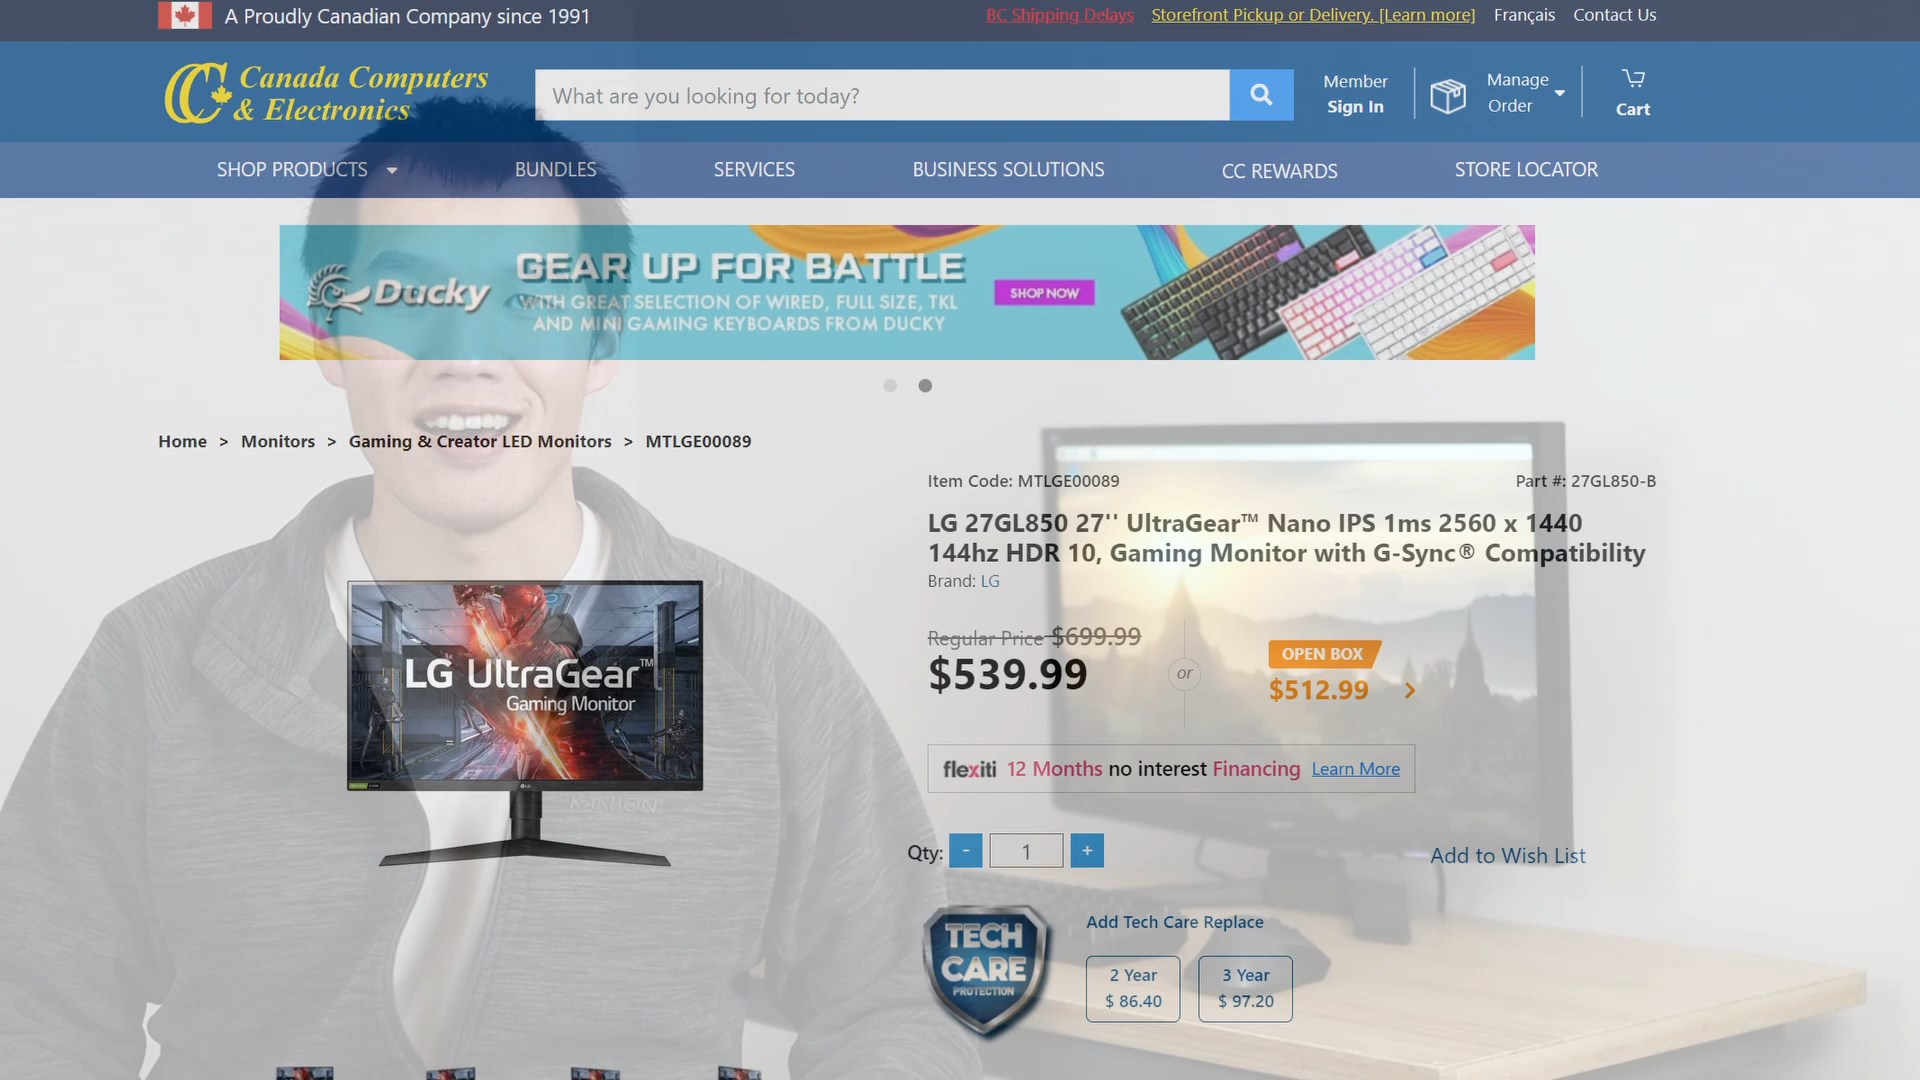 A Proudly Canadian Company since 1991
BC Shipping Delays
Storefront Pickup or Delivery. [Learn more]
Français
Contact Us
Canada Computers
& Electronics
What are you looking for today?
Member
Sign In
Manage
Order
Cart
SHOP PRODUCTS
BUNDLES
SERVICES
BUSINESS SOLUTIONS
CC REWARDS
STORE LOCATOR
Ducky
GEAR UP FOR BATTLE
WITH GREAT SELECTION OF WIRED, FULL SIZE, TKL
AND MINI GAMING KEYBOARDS FROM DUCKY
SHOP NOW
Home > Monitors > Gaming & Creator LED Monitors > MTLGE00089
Item Code: MTLGE00089
Part #: 27GL850-B
LG 27GL850 27'' UltraGear™ Nano IPS 1ms 2560 x 1440
144hz HDR 10, Gaming Monitor with G-Sync® Compatibility
Brand: LG
Regular Price $699.99
$539.99
or
OPEN BOX
$512.99
LG UltraGear™
Gaming Monitor
flexiti 12 Months no interest Financing Learn More
Qty: - 1 +
Add to Wish List
TECH
CARE
PROTECTION
Add Tech Care Replace
2 Year
$ 86.40
3 Year
$ 97.20